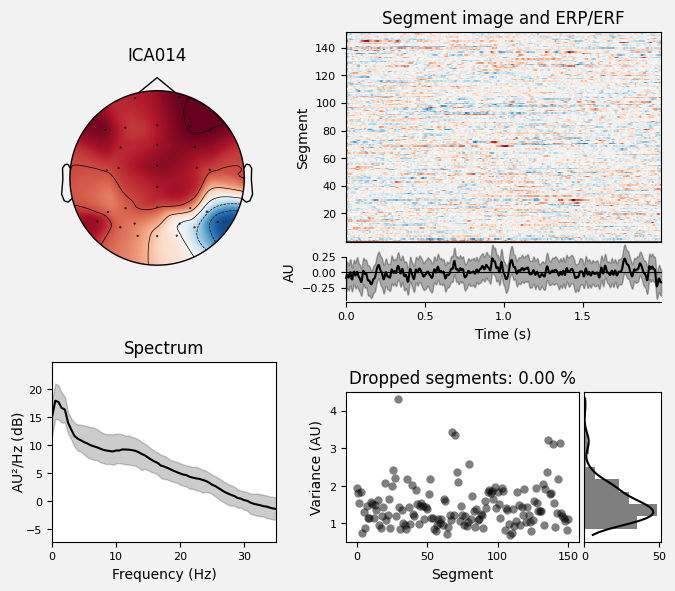 ICA014
Segment image and ERP/ERF
Segment
140
120
100
80
60
40
20
AU
0.25
0.00
−0.25
0.0 0.5 1.0 1.5
Time (s)
Spectrum
AU²/Hz (dB)
20
15
10
5
0
−5
0 10 20 30
Frequency (Hz)
Dropped segments: 0.00 %
Variance (AU)
4
3
2
1
0 50 100 150
Segment
0 50